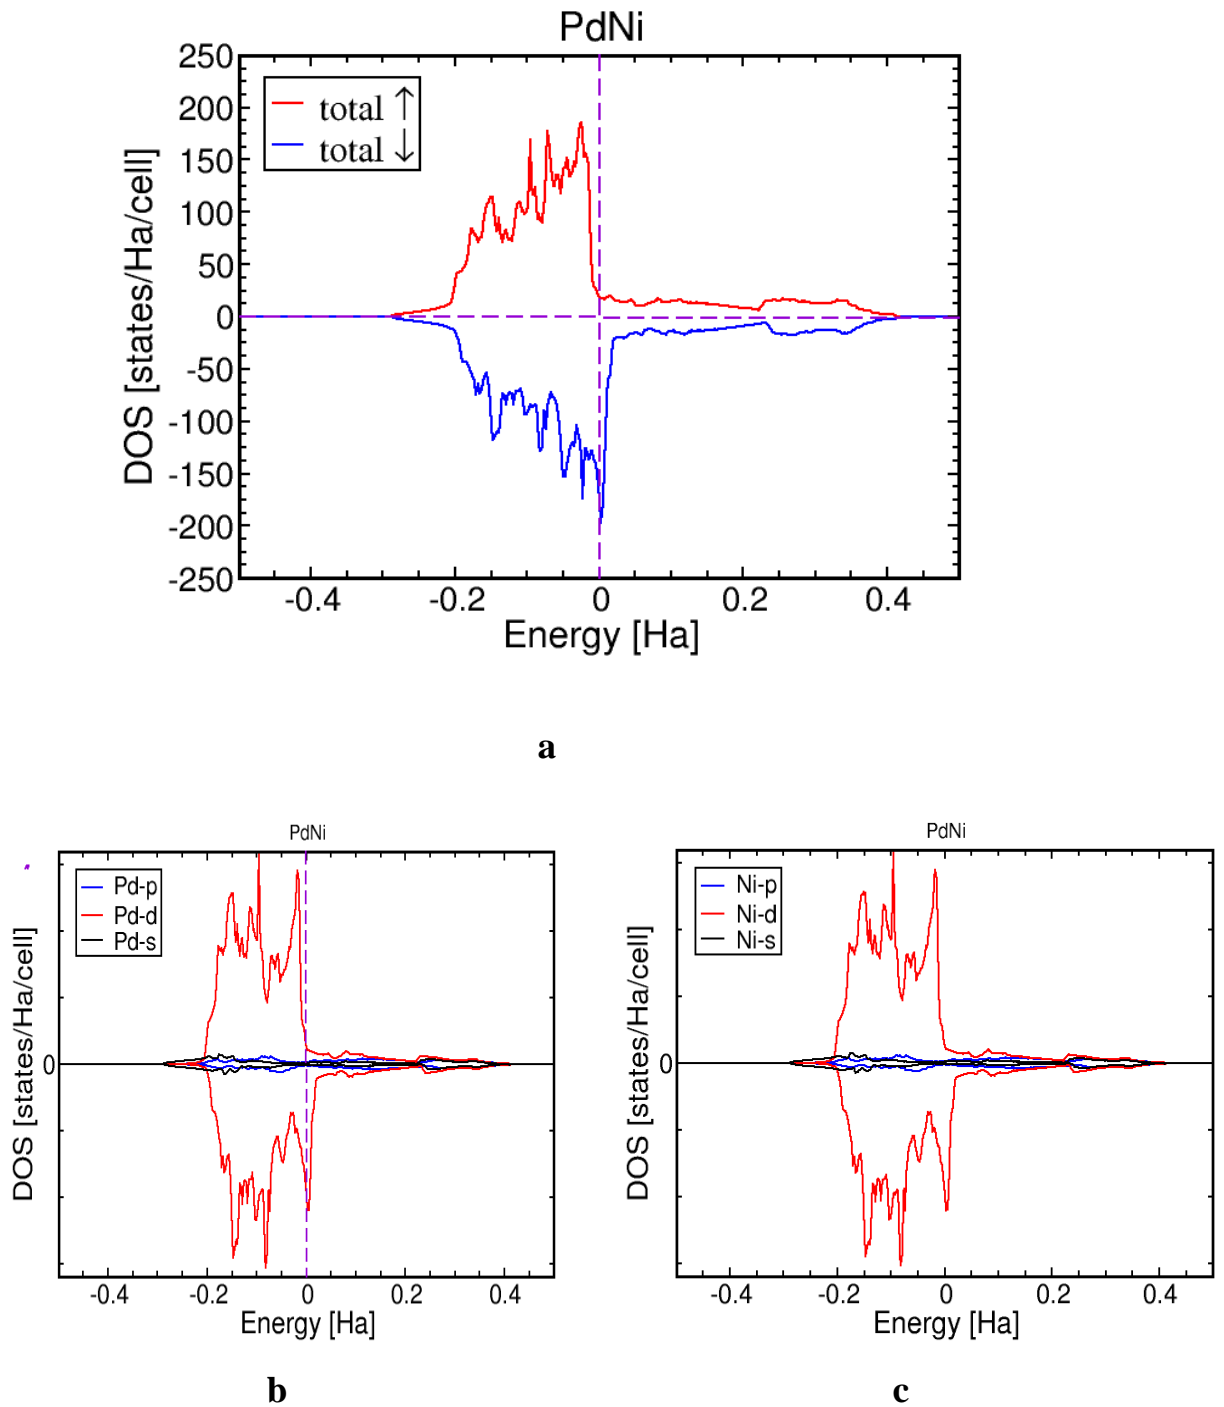 PdNi
250
200
150
100
50
0
-50
-100
-150
-200
-250
DOS [states/Ha/cell]
total ↑
total ↓
-0.4 -0.2 0 0.2 0.4
Energy [Ha]
a
PdNi
Pd-p
Pd-d
Pd-s
DOS [states/Ha/cell]
0
-0.4 -0.2 0 0.2 0.4
Energy [Ha]
b
PdNi
Ni-p
Ni-d
Ni-s
DOS [states/Ha/cell]
0
-0.4 -0.2 0 0.2 0.4
Energy [Ha]
c